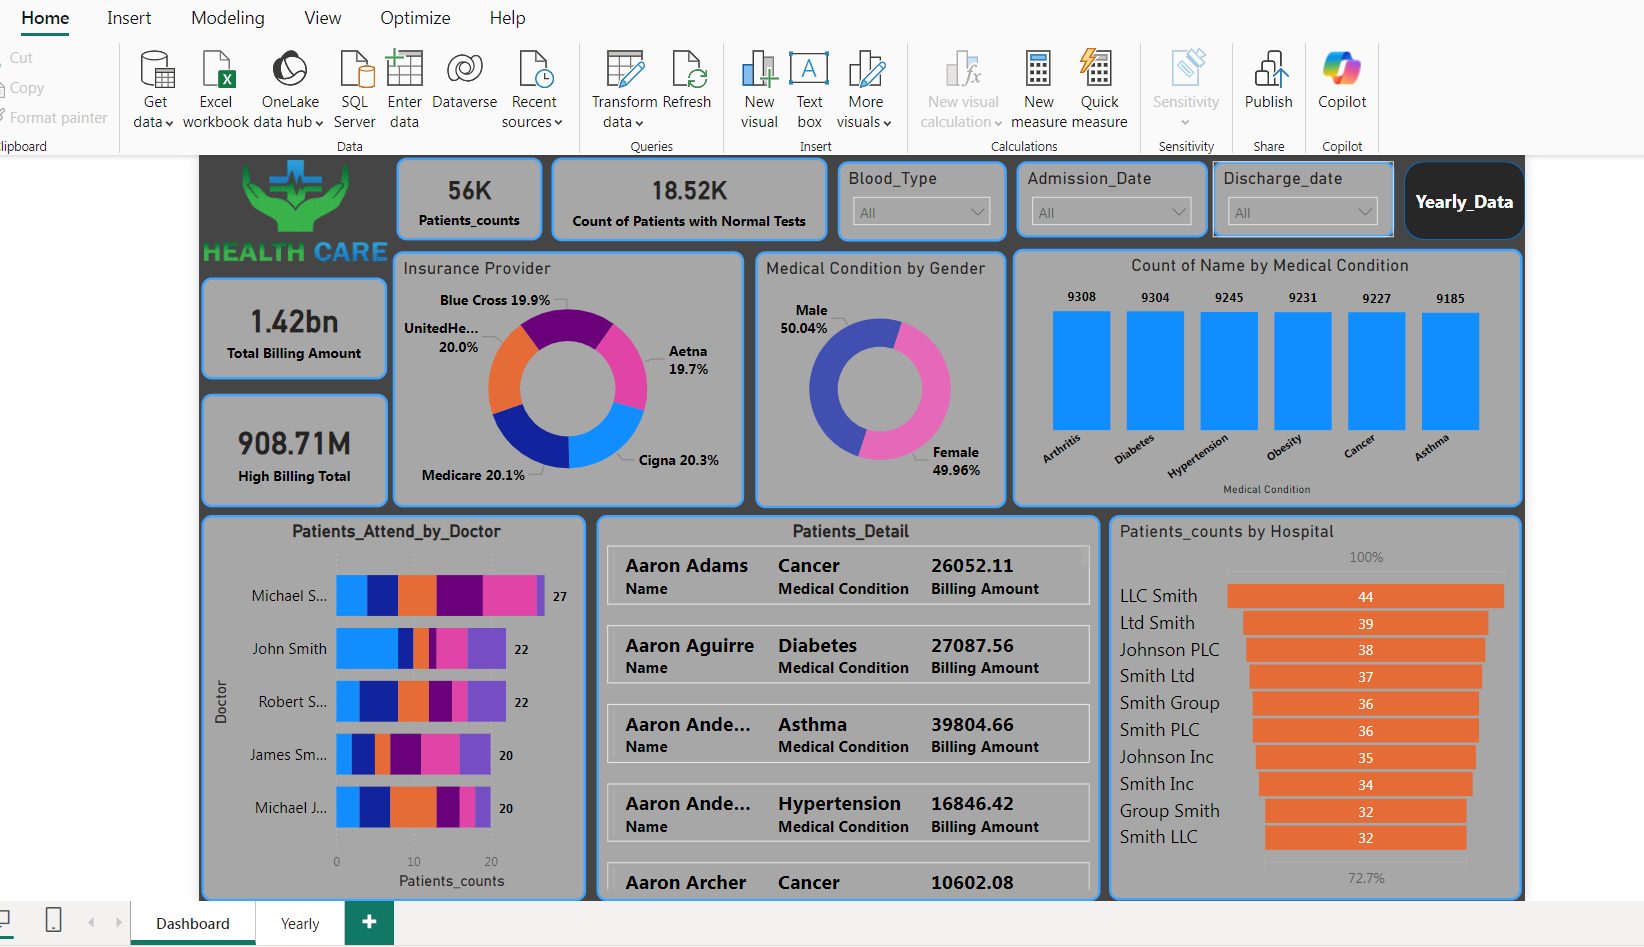 Home Insert Modeling View Optimize Help
Cut
Copy
Format painter
lipboard
Get data
Excel workbook
OneLake data hub
SQL Server
Enter data
Dataverse
Recent sources
Data
Transform data
Refresh
Queries
New visual
Text box
A
More visuals
Insert
New visual calculation
New measure
Quick measure
Calculations
Sensitivity
Sensitivity
Publish
Share
Copilot
Copilot
HEALTH CARE
56K
Patients_counts
18.52K
Count of Patients with Normal Tests
Blood_Type
All
Admission_Date
All
Discharge_date
All
Yearly_Data
1.42bn
Total Billing Amount
908.71M
High Billing Total
Insurance Provider
Blue Cross 19.9%
UnitedHe...
20.0%
Aetna
19.7%
Medicare 20.1%
Cigna 20.3%
Medical Condition by Gender
Male
50.04%
Female
49.96%
Count of Name by Medical Condition
9308 9304 9245 9231 9227 9185
Arthritis Diabetes Hypertension Obesity Cancer Asthma
Medical Condition
Patients_Attend_by_Doctor
Doctor
Michael S... 27
John Smith 22
Robert S... 22
James Sm... 20
Michael J... 20
0 10 20
Patients_counts
Patients_Detail
Aaron Adams Cancer 26052.11
Name Medical Condition Billing Amount
Aaron Aguirre Diabetes 27087.56
Name Medical Condition Billing Amount
Aaron Ande... Asthma 39804.66
Name Medical Condition Billing Amount
Aaron Ande... Hypertension 16846.42
Name Medical Condition Billing Amount
Aaron Archer Cancer 10602.08
Patients_counts by Hospital
100%
LLC Smith 44
Ltd Smith 39
Johnson PLC 38
Smith Ltd 37
Smith Group 36
Smith PLC 36
Johnson Inc 35
Smith Inc 34
Group Smith 32
Smith LLC 32
72.7%
Dashboard Yearly +